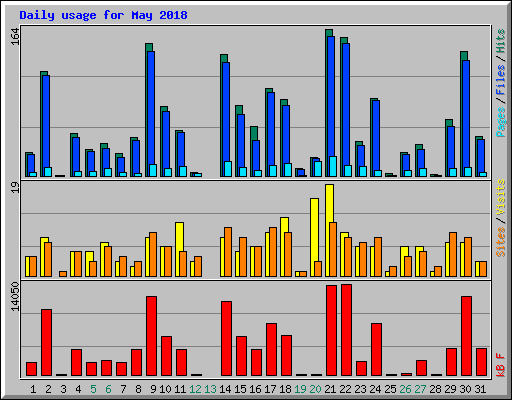 Daily usage for May 2018
164
Pages/Files/Hits
19
Sites/Visits
14050
kB F
1 2 3 4 5 6 7 8 9 10 11 12 13 14 15 16 17 18 19 20 21 22 23 24 25 26 27 28 29 30 31